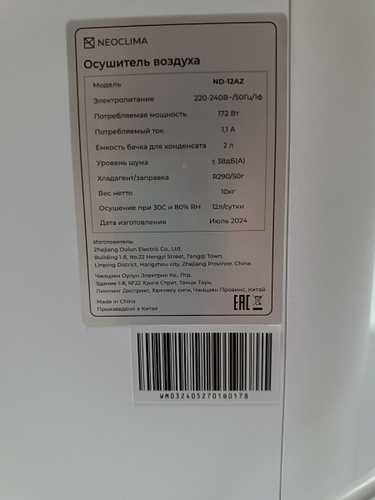 NEOCLIMA
Осушитель воздуха
Модель ND-12AZ
Электропитание 220-240В~/50Гц/1ф
Потребляемая мощность 172 Вт
Потребляемый ток 1,1 А
Емкость бачка для конденсата 2 л
Уровень шума ≤ 38дБ(А)
Хладагент/заправка R290/50г
Вес нетто 10кг
Осушение при 30С и 80% RH 12л/сутки
Дата изготовления Июль 2024
Изготовитель:
Zhejiang Oulun Electric Co., Ltd.
Building 1-8, No.22 Hengyi Street, Tangqi Town,
Linping District, Hangzhou city, Zhejiang Province, China
Чжэцзян Оулун Электрик Ко., Лтд.
Здание 1-8, №22 Хэнги Стрит, Танци Таун,
Линпинг Дистрикт, Ханчжоу сити, Чжэцзян Провинс, Китай
Made in China
Произведено в Китае
EAC
WM032405270180178